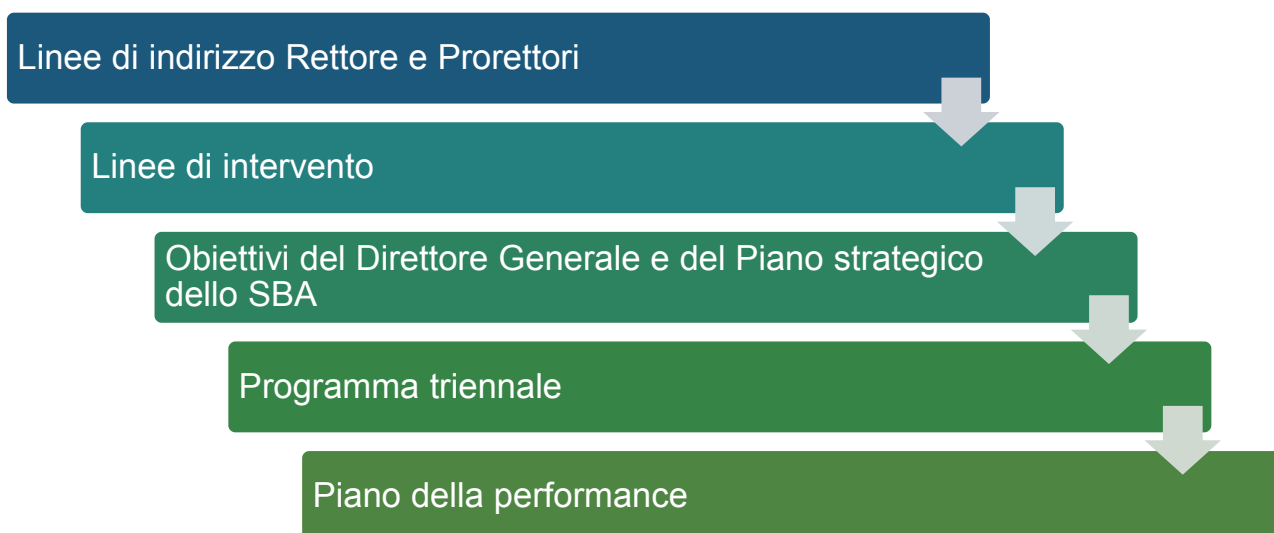 Linee di indirizzo Rettore e Prorettori
Linee di intervento
Obiettivi del Direttore Generale e del Piano strategico
dello SBA
Programma triennale
Piano della performance